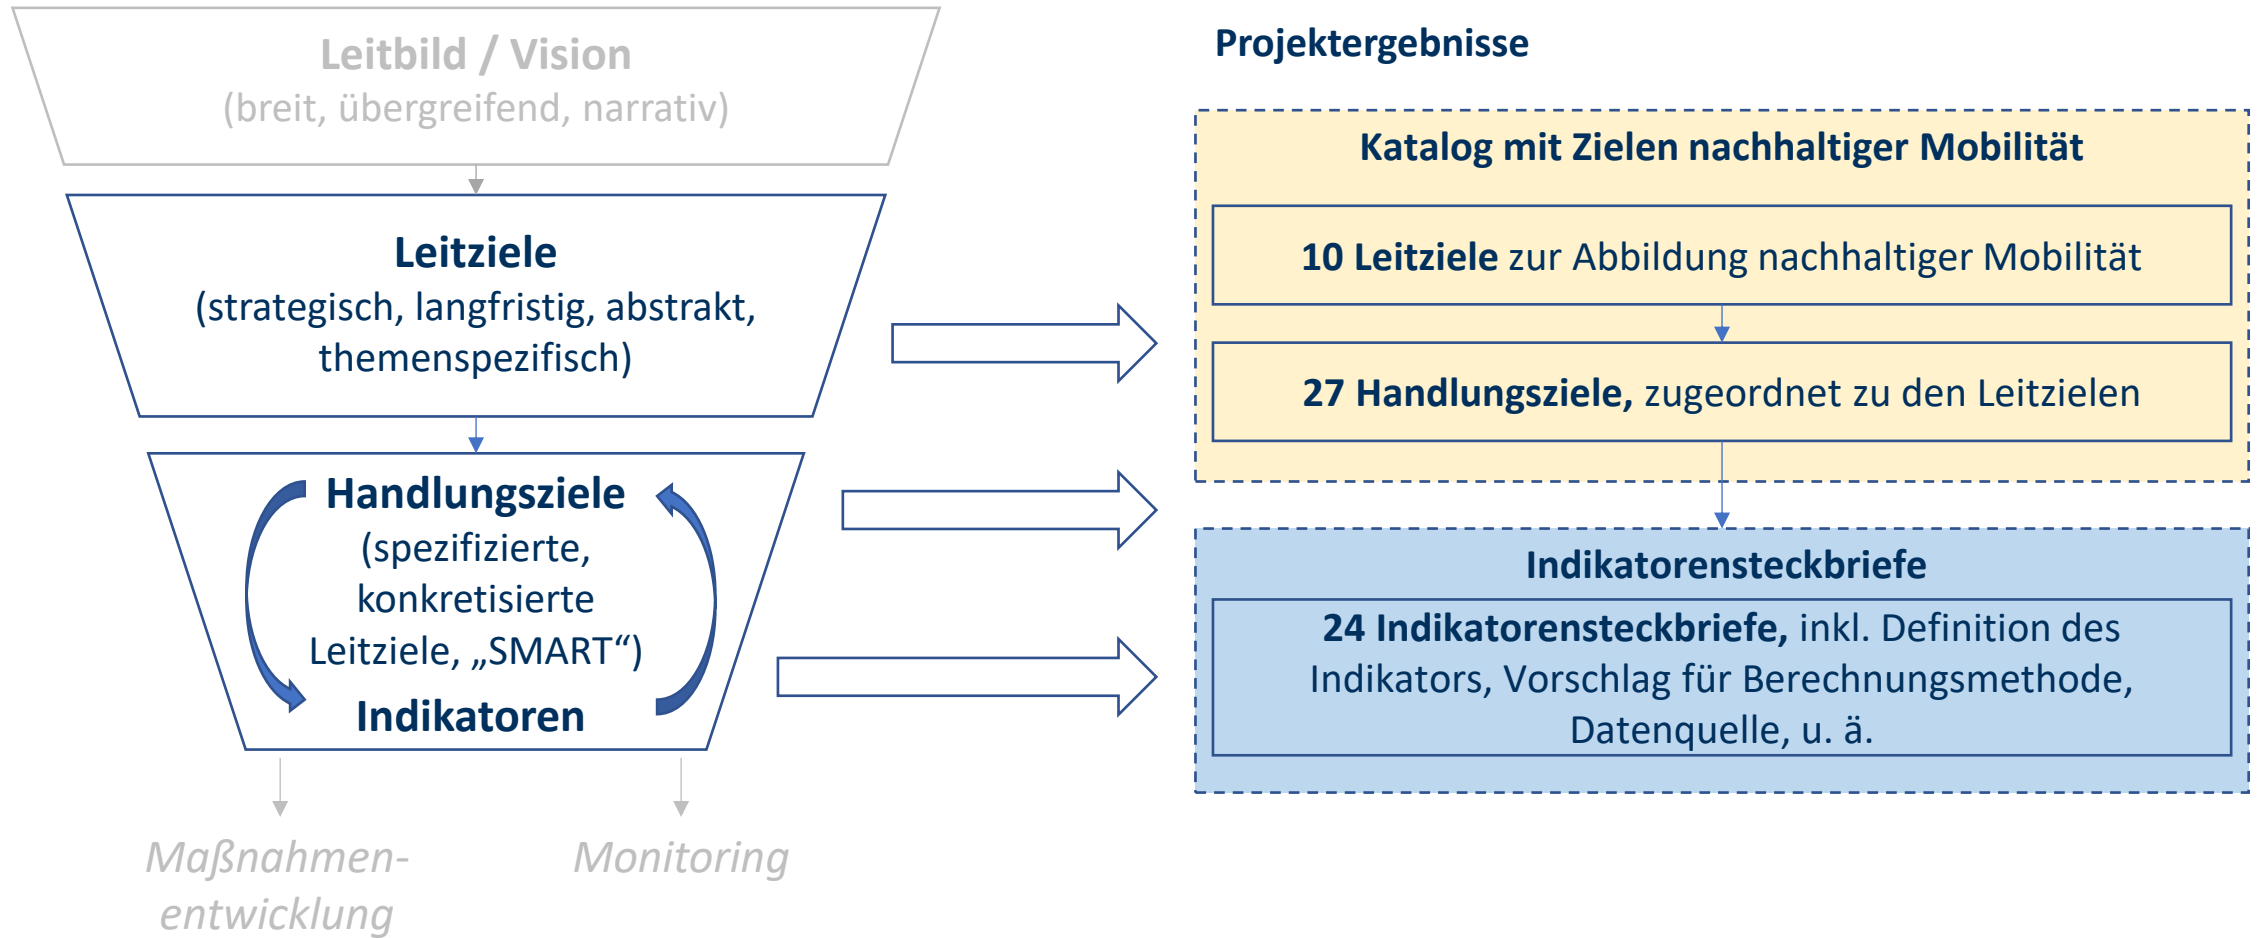 Leitbild / Vision
(breit, übergreifend, narrativ)
Leitziele
(strategisch, langfristig, abstrakt,
themenspezifisch)
Handlungsziele
(spezifizierte,
konkretisierte
Leitziele, „SMART“)
Indikatoren
Maßnahmen-
entwicklung
Monitoring
Projektergebnisse
Katalog mit Zielen nachhaltiger Mobilität
10 Leitziele zur Abbildung nachhaltiger Mobilität
27 Handlungsziele, zugeordnet zu den Leitzielen
Indikatorensteckbriefe
24 Indikatorensteckbriefe, inkl. Definition des
Indikators, Vorschlag für Berechnungsmethode,
Datenquelle, u. ä.